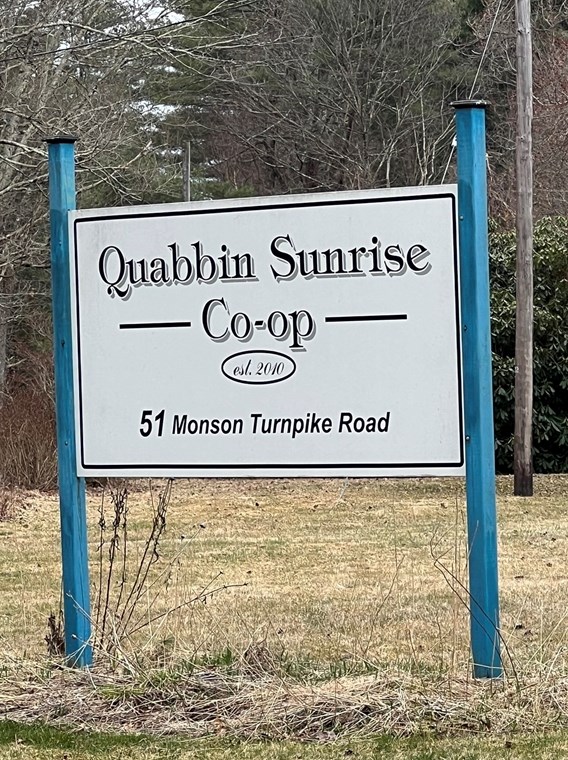 Quabbin Sunrise
Co-op
est. 2010
51 Monson Turnpike Road